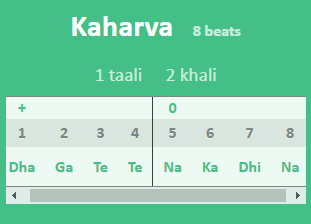 Kaharva 8 beats
1 taali 2 khali
+ 0
1 2 3 4 5 6 7 8
Dha Ga Te Te Na Ka Dhi Na